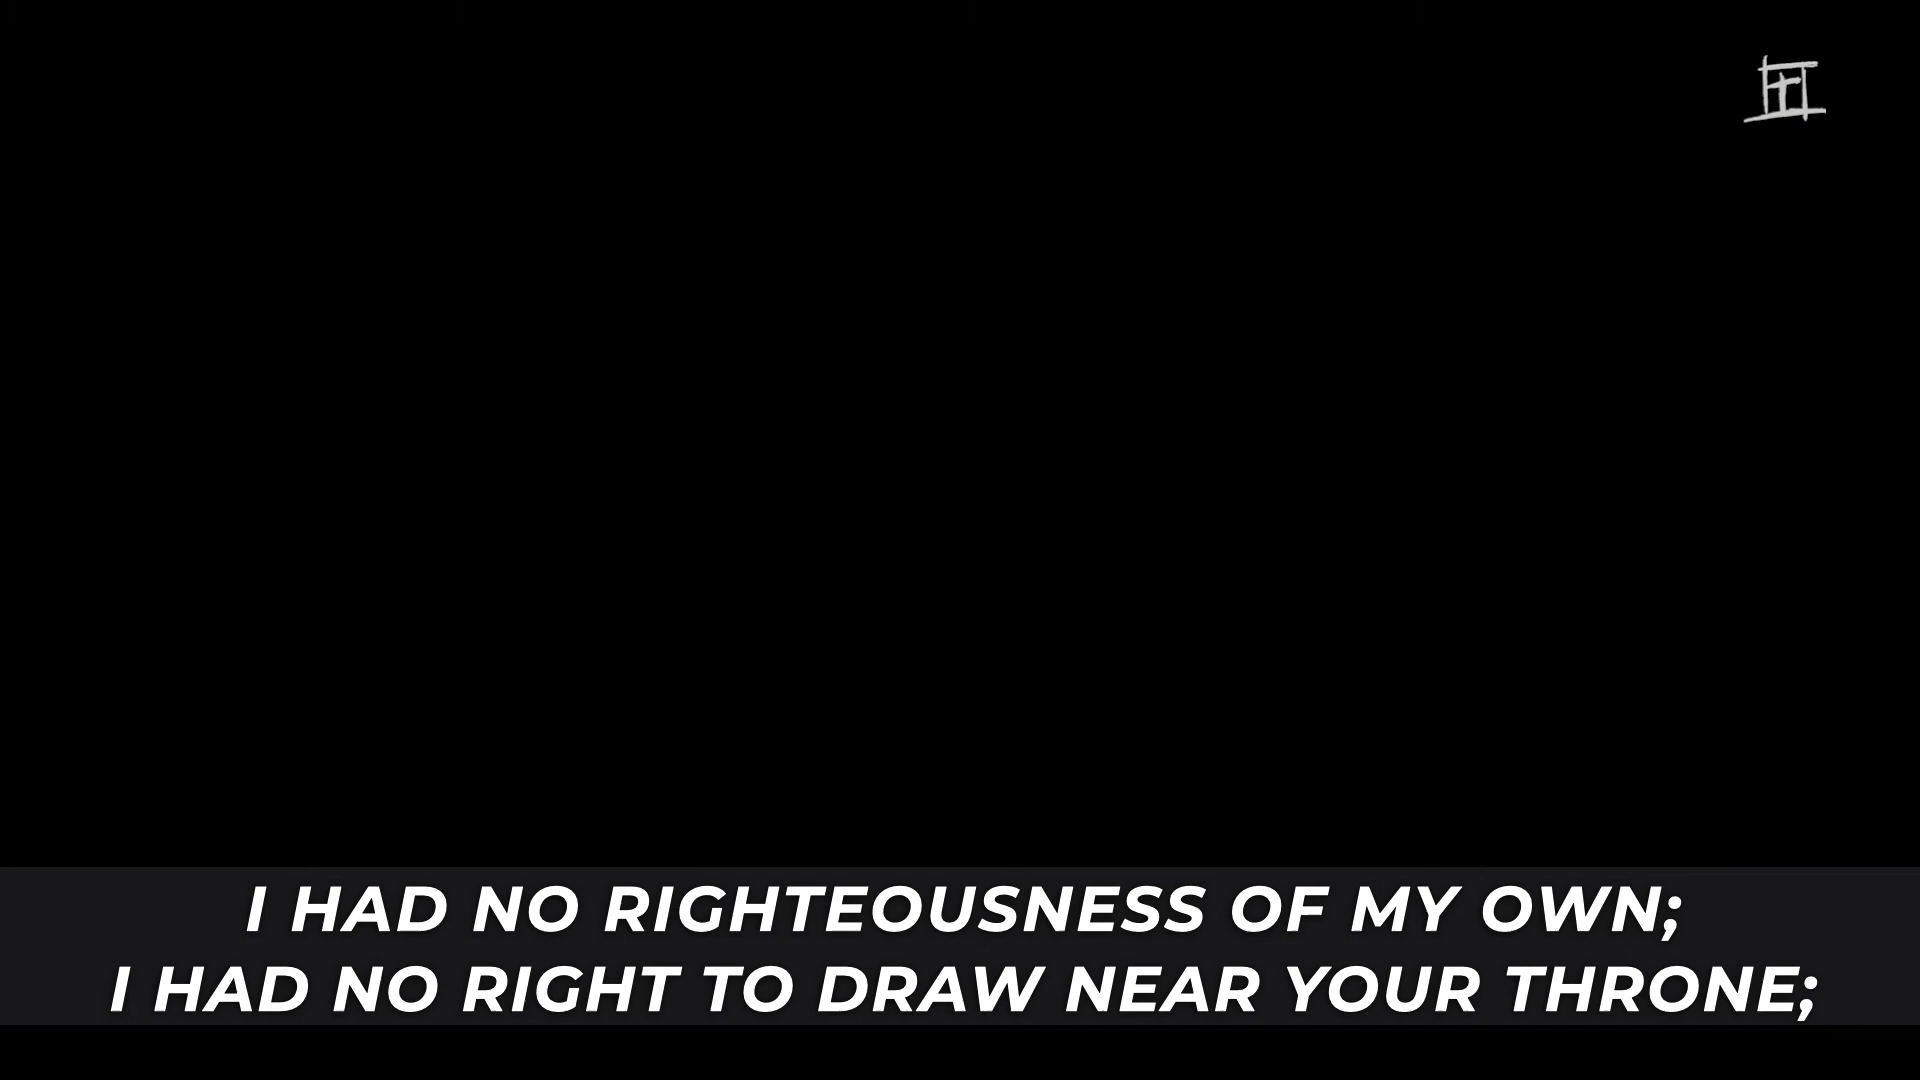 I HAD NO RIGHTEOUSNESS OF MY OWN;
I HAD NO RIGHT TO DRAW NEAR YOUR THRONE;